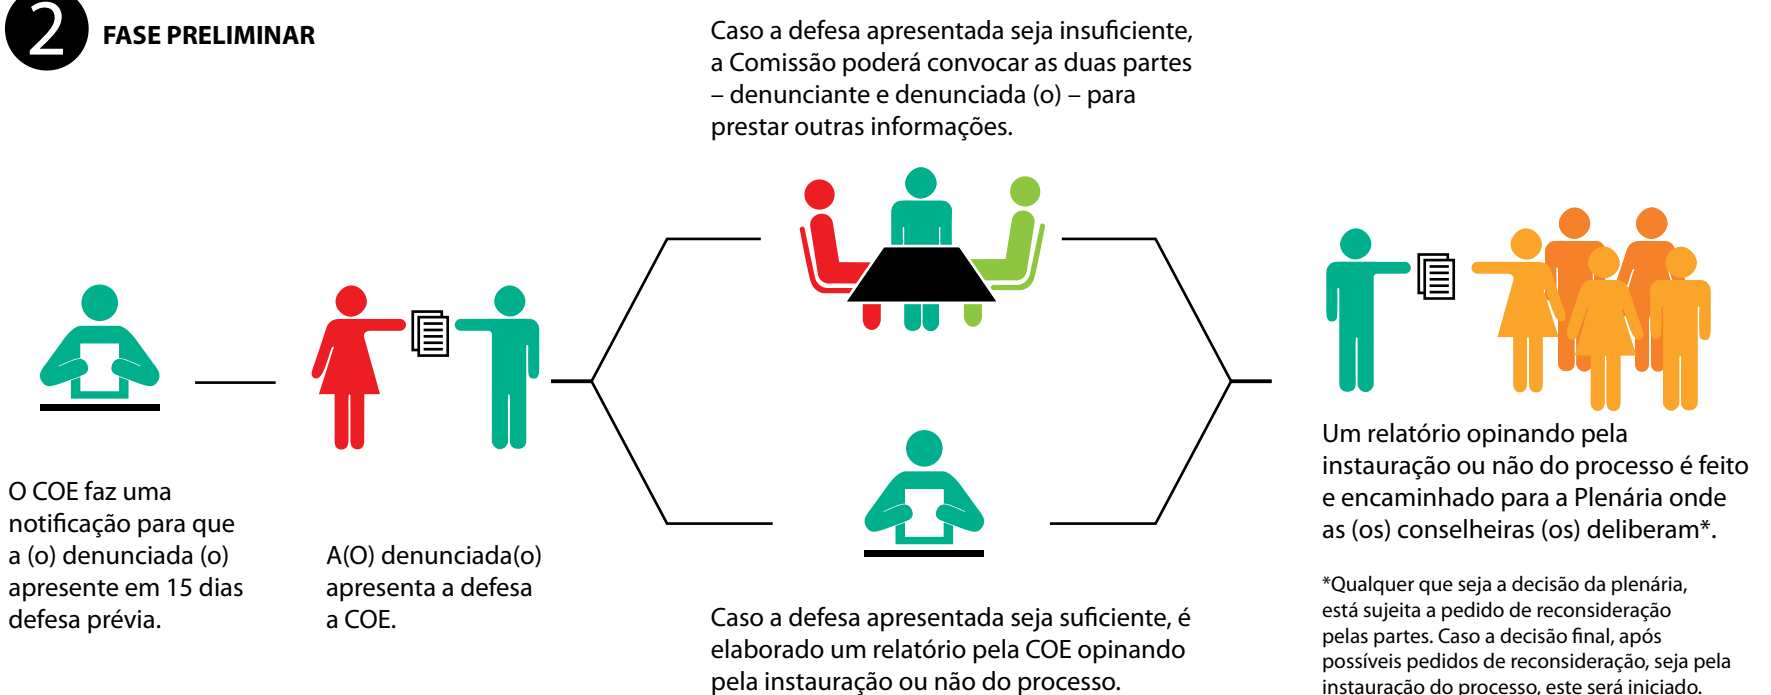 2
FASE PRELIMINAR
O COE faz uma
notificação para que
a (o) denunciada (o)
apresente em 15 dias
defesa prévia.
A(O) denunciada(o)
apresenta a defesa
a COE.
Caso a defesa apresentada seja insuficiente,
a Comissão poderá convocar as duas partes
– denunciante e denunciada (o) – para
prestar outras informações.
Caso a defesa apresentada seja suficiente, é
elaborado um relatório pela COE opinando
pela instauração ou não do processo.
Um relatório opinando pela
instauração ou não do processo é feito
e encaminhado para a Plenária onde
as (os) conselheiras (os) deliberam*.
*Qualquer que seja a decisão da plenária,
está sujeita a pedido de reconsideração
pelas partes. Caso a decisão final, após
possíveis pedidos de reconsideração, seja pela
instauração do processo, este será iniciado.